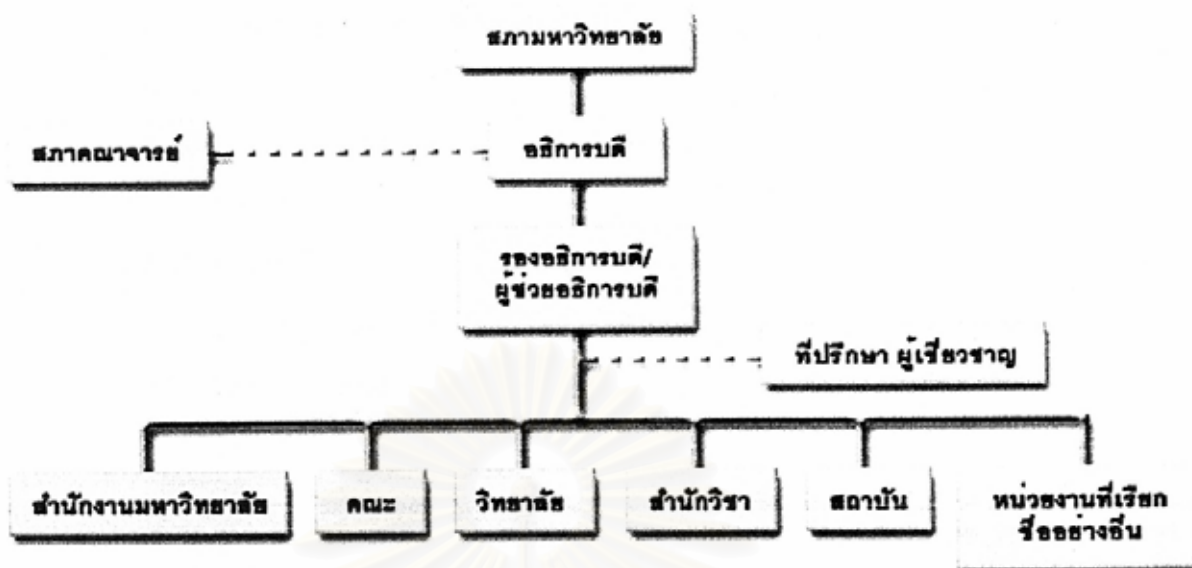 สภามหาวิทยาลัย
สภาคณาจารย์
อธิการบดี
รองอธิการบดี/
ผู้ช่วยอธิการบดี
ที่ปรึกษา ผู้เชี่ยวชาญ
สำนักงานมหาวิทยาลัย
คณะ
วิทยาลัย
สำนักวิชา
สถาบัน
หน่วยงานที่เรียก
ชื่ออย่างอื่น